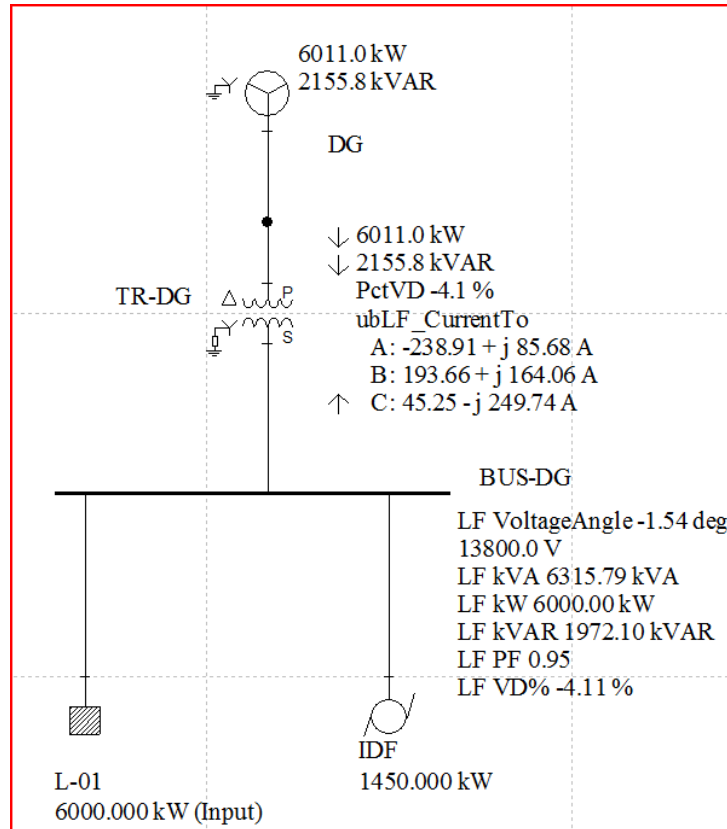 6011.0 kW
2155.8 kVAR
DG
6011.0 kW
2155.8 kVAR
PctVD -4.1 %
ubLF_CurrentTo
A: -238.91 + j 85.68 A
B: 193.66 + j 164.06 A
C: 45.25 - j 249.74 A
TR-DG
P
S
BUS-DG
LF VoltageAngle -1.54 deg
13800.0 V
LF kVA 6315.79 kVA
LF kW 6000.00 kW
LF kVAR 1972.10 kVAR
LF PF 0.95
LF VD% -4.11 %
L-01
6000.000 kW (Input)
IDF
1450.000 kW